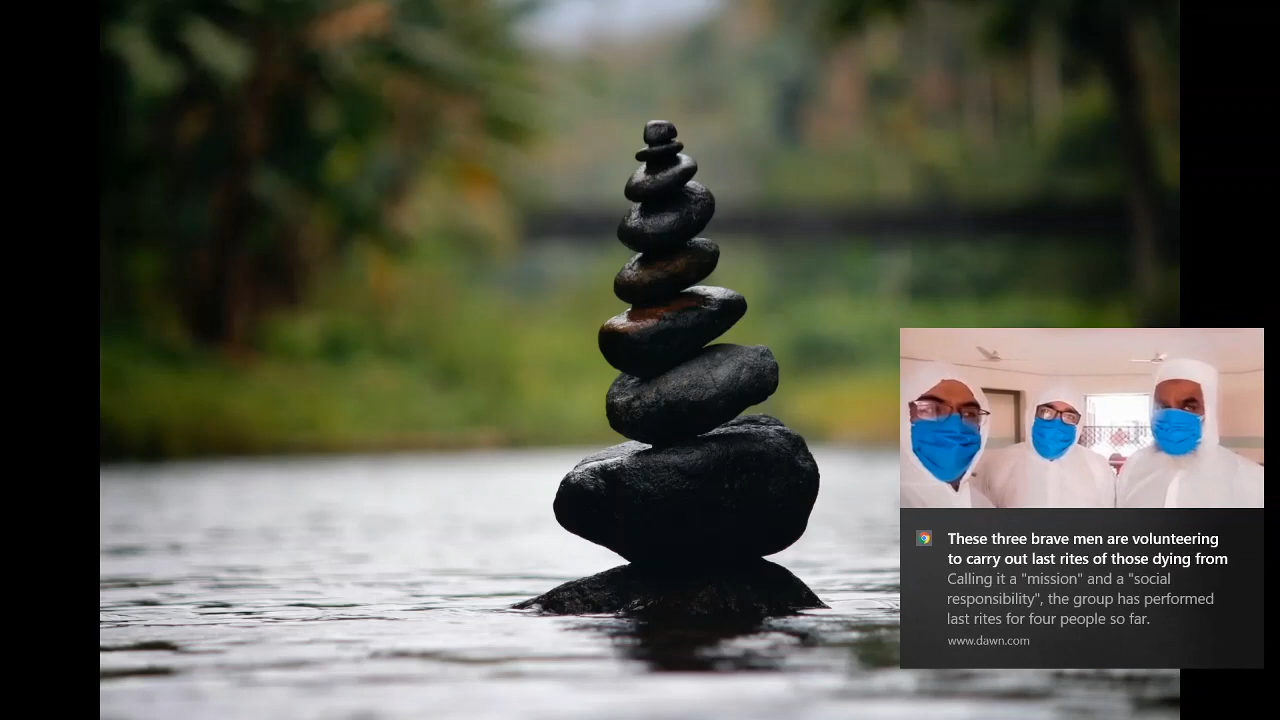 These three brave men are volunteering
to carry out last rites of those dying from
Calling it a "mission" and a "social
responsibility", the group has performed
last rites for four people so far.
www.dawn.com